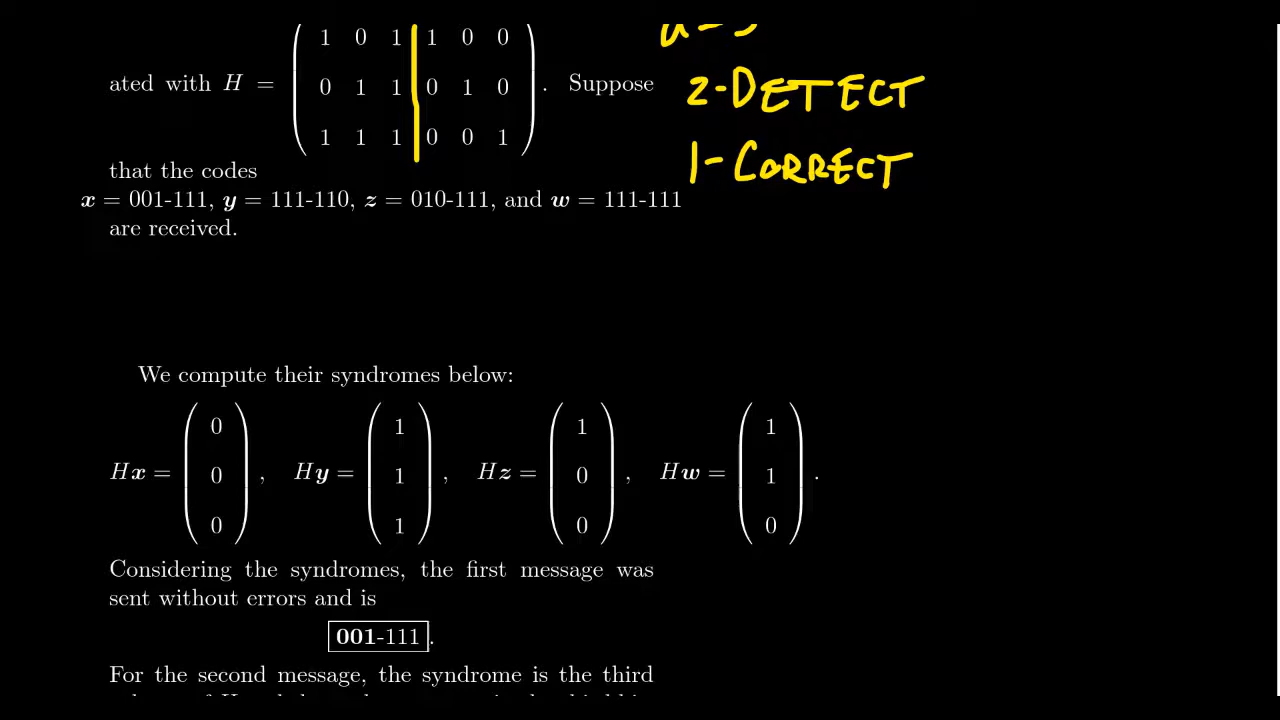 1 0 1 1 0 0
ated with H = 0 1 1 0 1 0 . Suppose
1 1 1 0 0 1
2-DETECT
1-CORRECT
that the codes
x = 001-111, y = 111-110, z = 010-111, and w = 111-111
are received.
We compute their syndromes below:
0 1 1 1
Hx = 0 , Hy = 1 , Hz = 0 , Hw = 1 .
0 1 0 0
Considering the syndromes, the first message was
sent without errors and is
001-111.
For the second message, the syndrome is the third